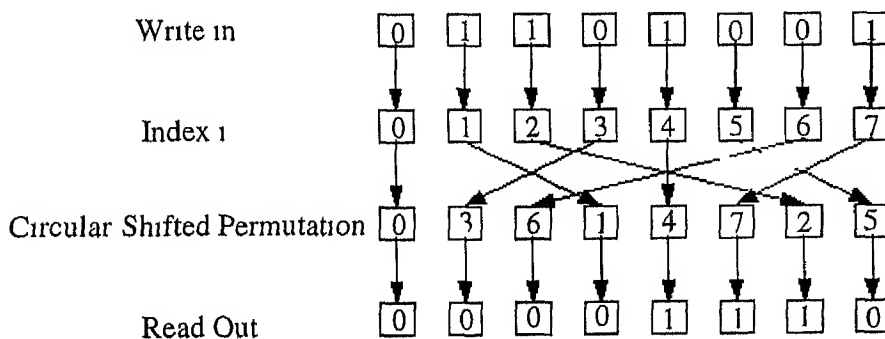 Write in 0 1 1 0 1 0 0 1
Index i 0 1 2 3 4 5 6 7
Circular Shifted Permutation 0 3 6 1 4 7 2 5
Read Out 0 0 0 0 1 1 1 0